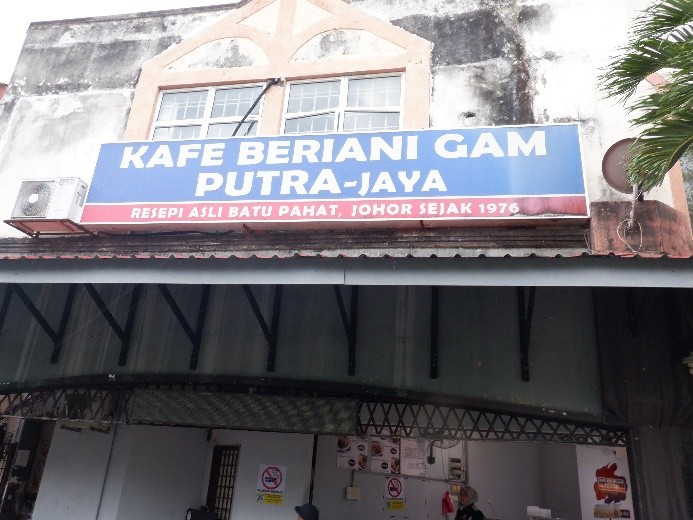 KAFE BERIANI GAM
PUTRA-JAYA
RESEPI ASLI BATU PAHAT, JOHOR SEJAK 1976